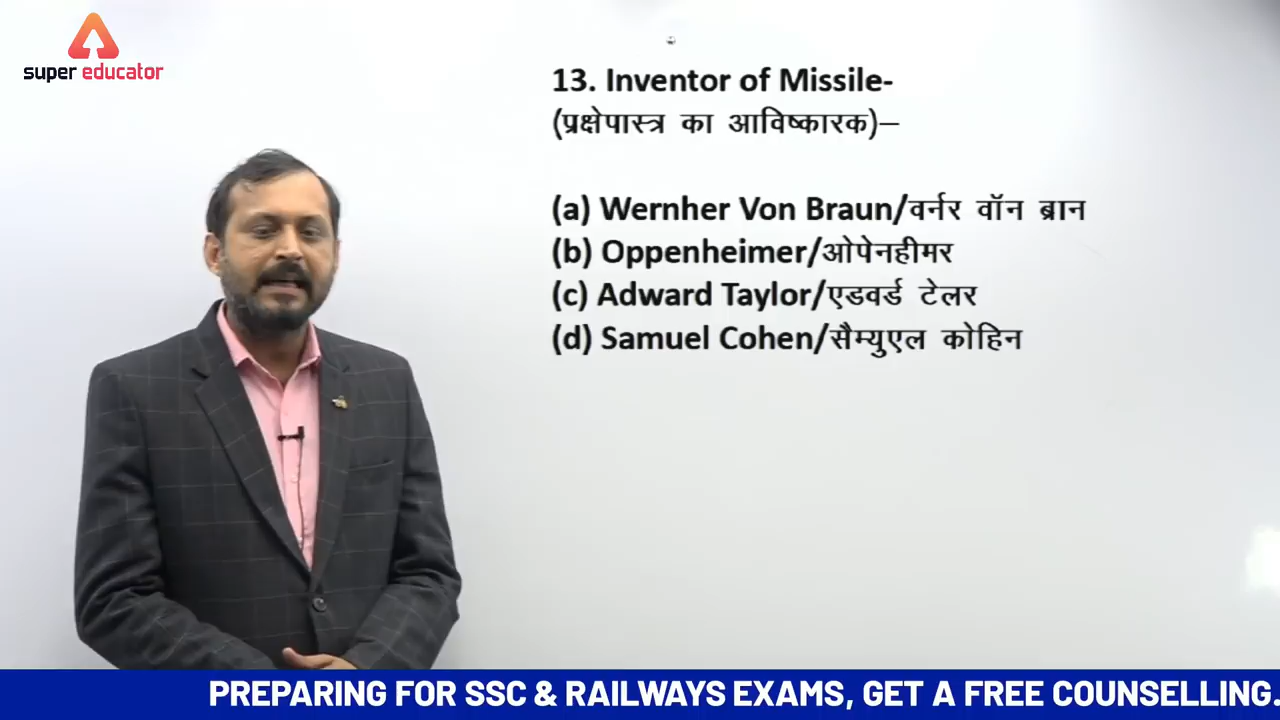 super educator
13. Inventor of Missile-
(प्रक्षेपास्त्र का आविष्कारक)–
(a) Wernher Von Braun/वर्नर वॉन ब्रान
(b) Oppenheimer/ओपेनहीमर
(c) Adward Taylor/एडवर्ड टेलर
(d) Samuel Cohen/सैम्युएल कोहिन
PREPARING FOR SSC & RAILWAYS EXAMS, GET A FREE COUNSELLING.